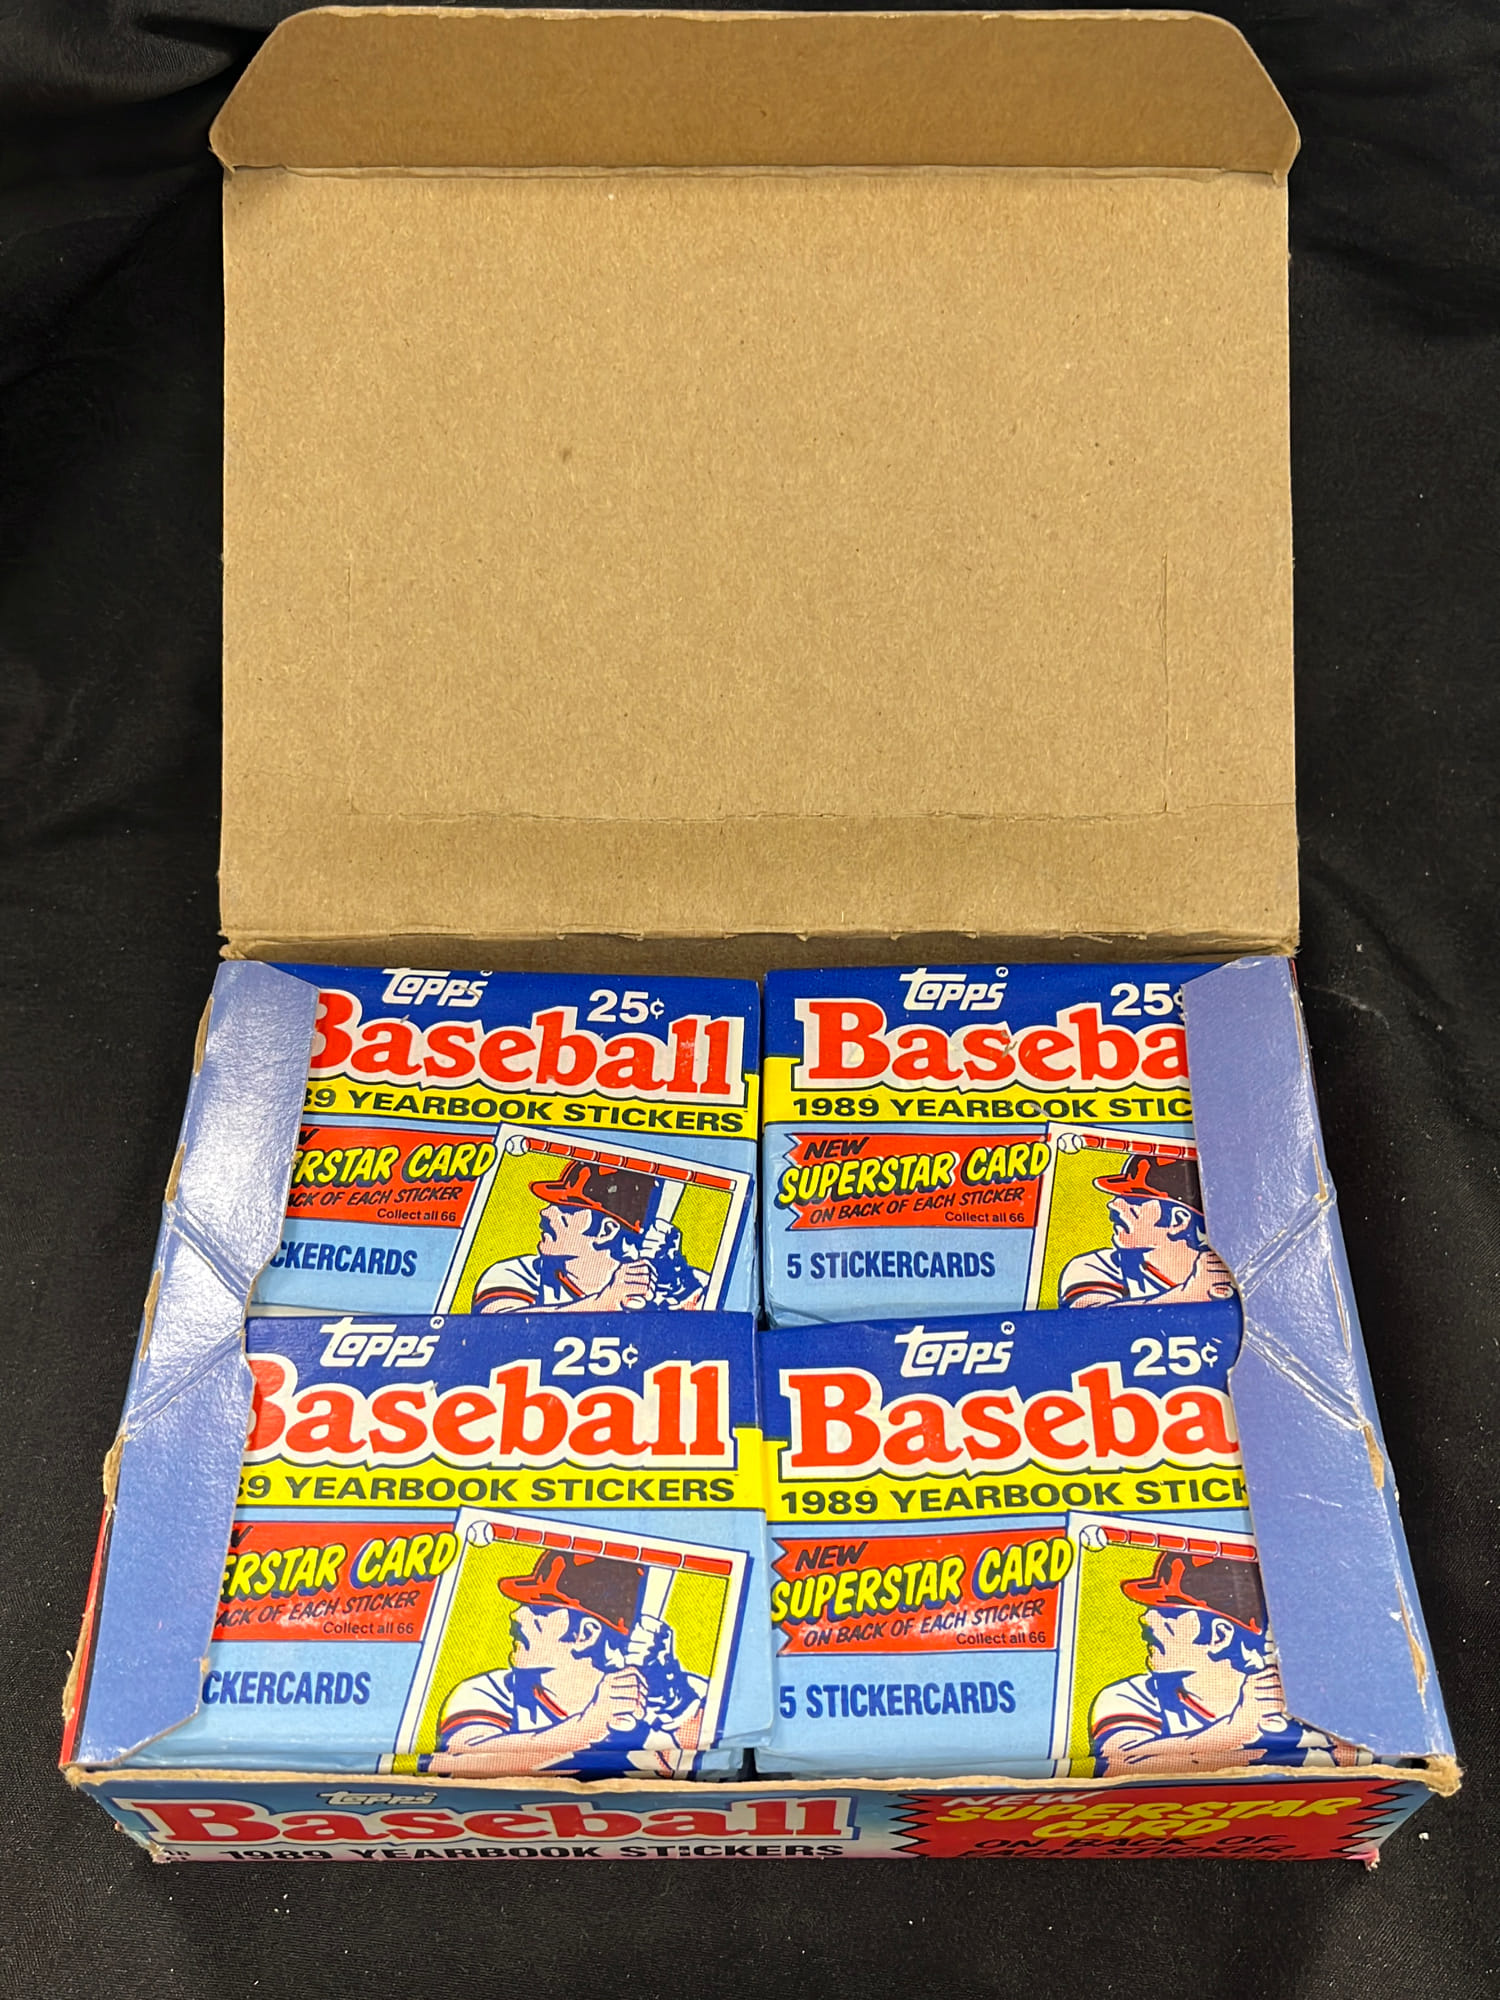 TOPPS
25¢
Baseball
89 YEARBOOK STICKERS
ERSTAR CARD
ACK OF EACH STICKER
Collect all 66
CKERCARDS
TOPPS®
25¢
Baseba
1989 YEARBOOK STIC
NEW
SUPERSTAR CARD
ON BACK OF EACH STICKER
Collect all 66
5 STICKERCARDS
TOPPS®
25¢
Baseball
89 YEARBOOK STICKERS
W
ERSTAR CARD
ACK OF EACH STICKER
Collect all 66
CKERCARDS
TOPPS®
25¢
Baseba
1989 YEARBOOK STICK
NEW
SUPERSTAR CARD
ON BACK OF EACH STICKER
Collect all 66
5 STICKERCARDS
TOPPS
Baseball
1989 YEARBOOK STICKERS
NEW
SUPERSTAR
CARD
ON BACK OF
EACH STICKER